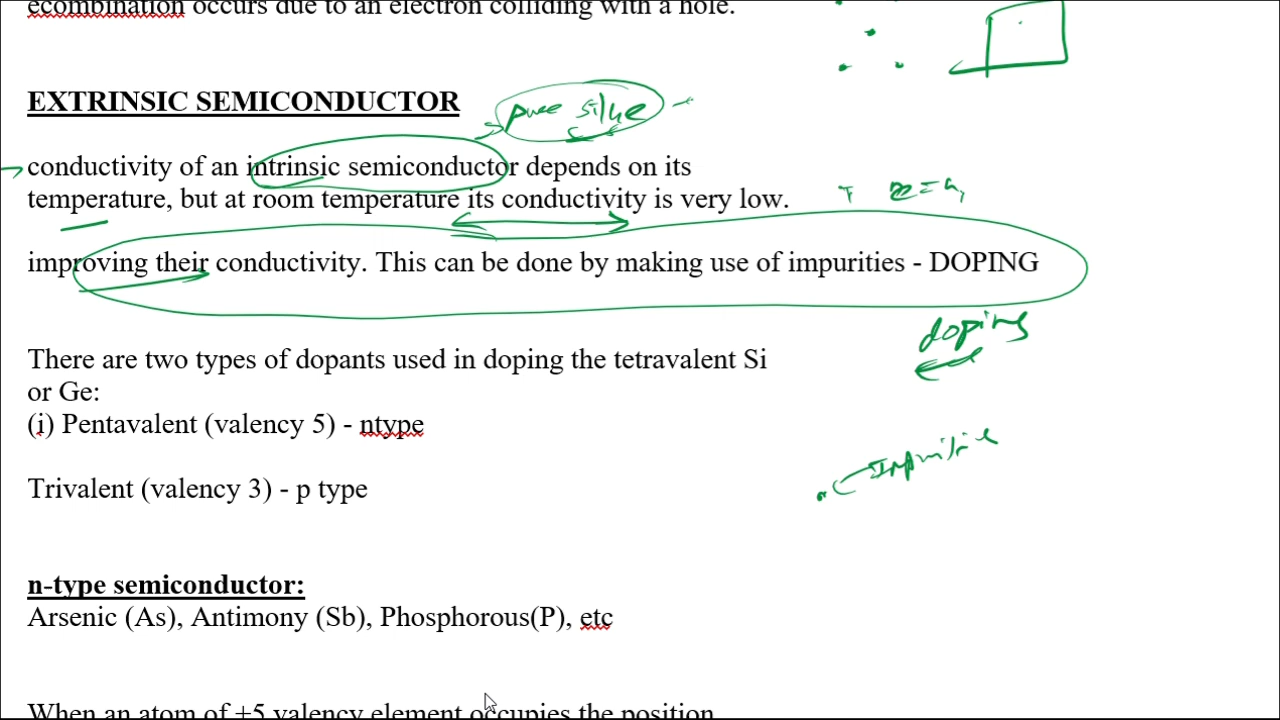 ecombination occurs due to an electron colliding with a hole.
EXTRINSIC SEMICONDUCTOR
pure
conductivity of an intrinsic semiconductor depends on its
temperature, but at room temperature its conductivity is very low.
improving their conductivity. This can be done by making use of impurities - DOPING
doping
There are two types of dopants used in doping the tetravalent Si
or Ge:
(i) Pentavalent (valency 5) - ntype
Trivalent (valency 3) - p type
n-type semiconductor:
Arsenic (As), Antimony (Sb), Phosphorous(P), etc
When an atom of +5 valency element occupies the position